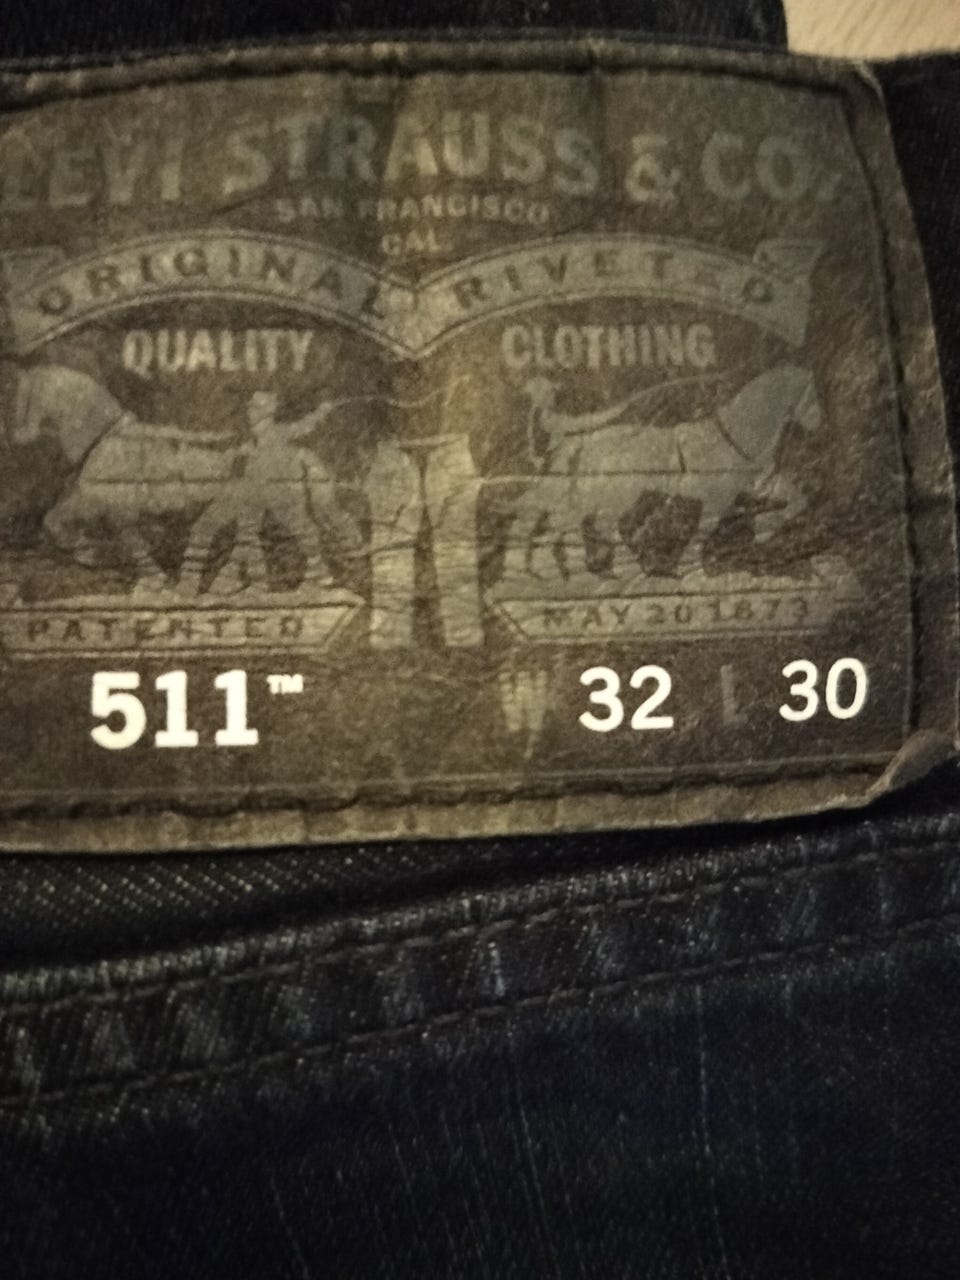 LEVI STRAUSS & CO.
SAN FRANCISCO
CAL
ORIGINAL RIVETED
QUALITY CLOTHING
PATENTED MAY 20 1873
511™ W 32 L 30